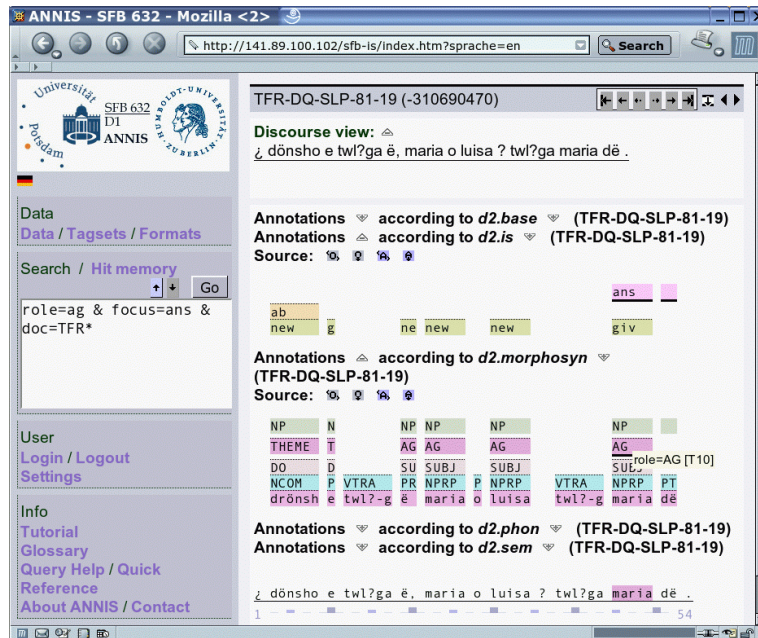 ANNIS - SFB 632 - Mozilla <2>
http://141.89.100.102/sfb-is/index.htm?sprache=en
Search
Universität Potsdam
SFB 632
D1
ANNIS
HUMBOLDT-UNIVERSITÄT ZU BERLIN
Data
Data / Tagsets / Formats
Search / Hit memory
Go
role=ag & focus=ans &
doc=TFR*
User
Login / Logout
Settings
Info
Tutorial
Glossary
Query Help / Quick
Reference
About ANNIS / Contact
TFR-DQ-SLP-81-19 (-310690470)
Discourse view:
¿ dönsho e twl?ga ë, maria o luisa ? twl?ga maria dë .
Annotations according to d2.base (TFR-DQ-SLP-81-19)
Annotations according to d2.is (TFR-DQ-SLP-81-19)
Source:
ans
ab
new g ne new new giv
Annotations according to d2.morphosyn
(TFR-DQ-SLP-81-19)
Source:
NP N NP NP NP NP
THEME T AG AG AG AG
role=AG [T10]
DO D SU SUBJ SUBJ SUBJ
NCOM P VTRA PR NPRP P NPRP VTRA NPRP PT
drönsh e twl?-g ë maria o luisa twl?-g maria dë
Annotations according to d2.phon (TFR-DQ-SLP-81-19)
Annotations according to d2.sem (TFR-DQ-SLP-81-19)
¿ dönsho e twl?ga ë, maria o luisa ? twl?ga maria dë .
1 54